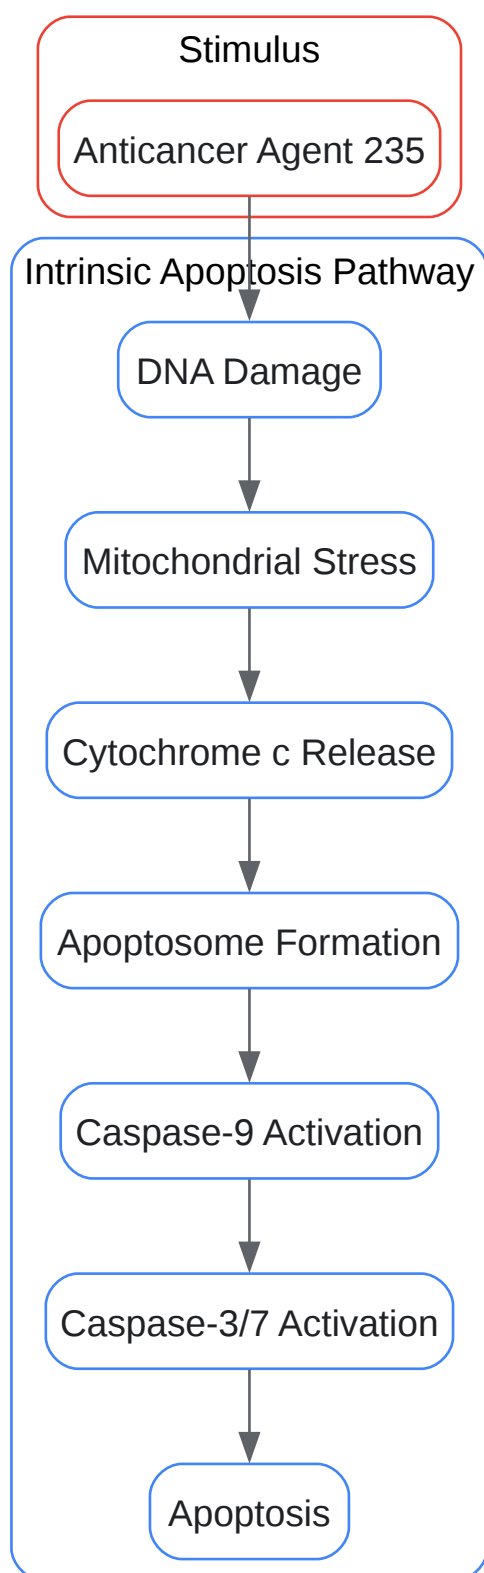 Stimulus
Anticancer Agent 235
Intrinsic Apoptosis Pathway
DNA Damage
Mitochondrial Stress
Cytochrome c Release
Apoptosome Formation
Caspase-9 Activation
Caspase-3/7 Activation
Apoptosis